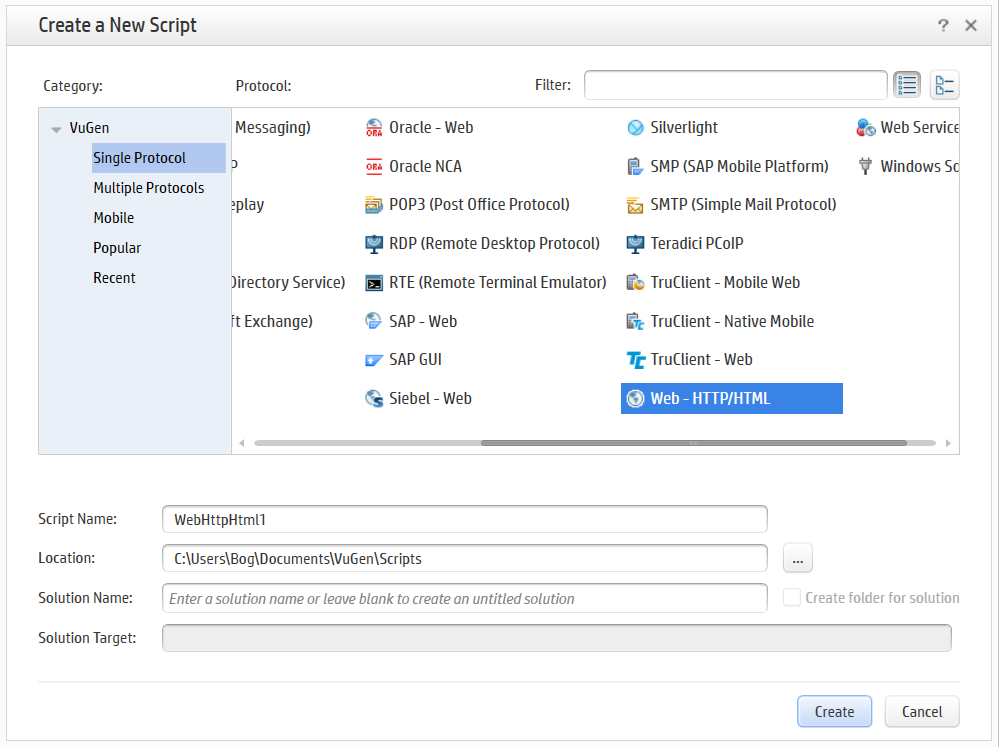 Create a New Script
?
Category:
Protocol:
Filter:
VuGen
Single Protocol
Multiple Protocols
Mobile
Popular
Recent
Messaging)
eplay
Directory Service)
ft Exchange)
ORA Oracle - Web
ORA Oracle NCA
POP3 (Post Office Protocol)
RDP (Remote Desktop Protocol)
RTE (Remote Terminal Emulator)
SAP - Web
SAP GUI
Siebel - Web
Silverlight
SMP (SAP Mobile Platform)
SMTP (Simple Mail Protocol)
Teradici PCoIP
TruClient - Mobile Web
TruClient - Native Mobile
TruClient - Web
Web - HTTP/HTML
Web Service
Windows So
Script Name:
WebHttpHtml1
Location:
C:\Users\Bog\Documents\VuGen\Scripts
...
Solution Name:
Enter a solution name or leave blank to create an untitled solution
Create folder for solution
Solution Target:
Create
Cancel